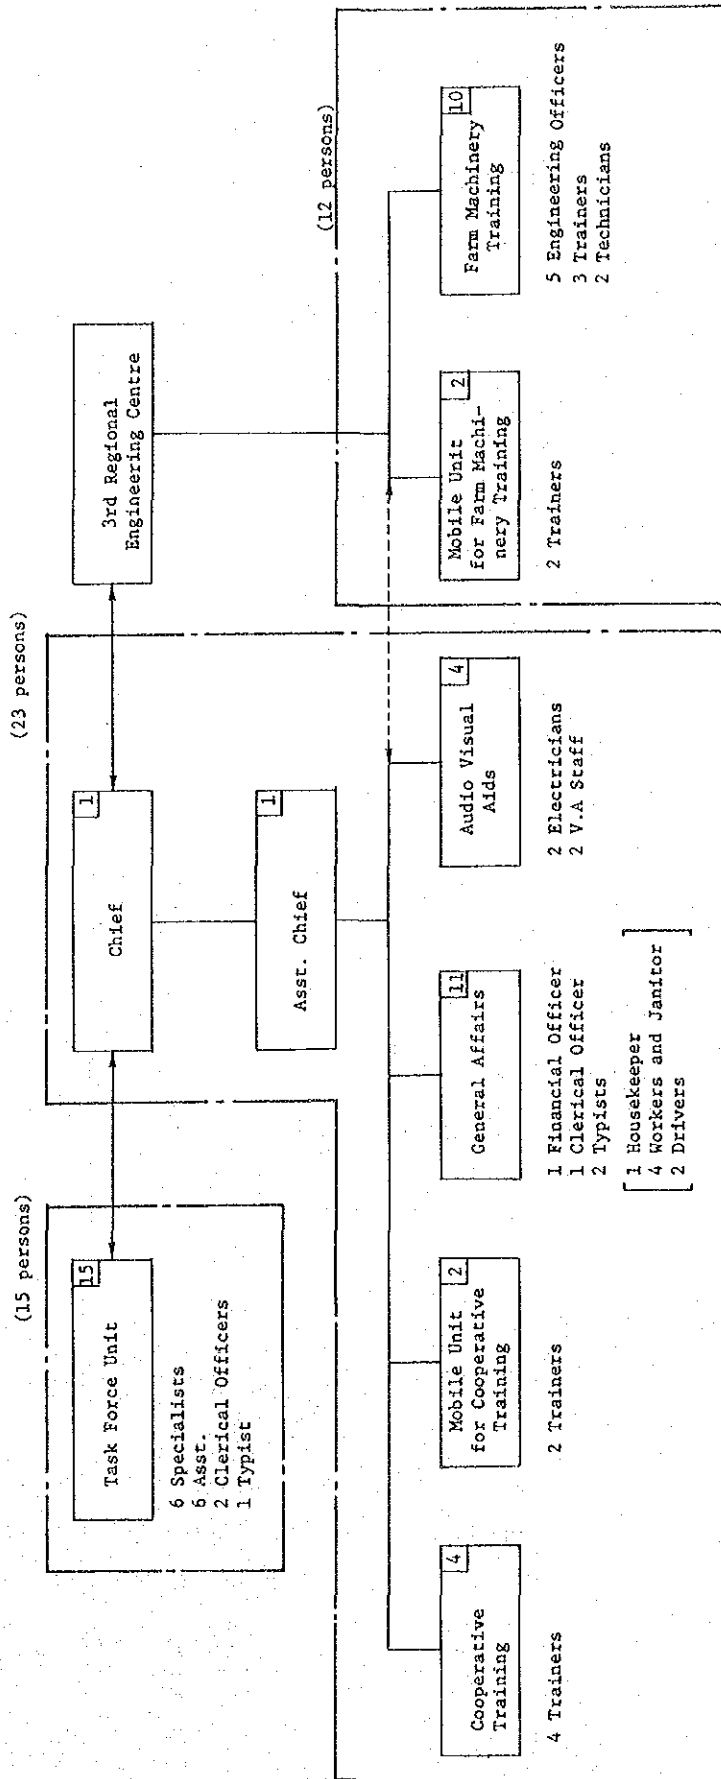 (15 persons)
15
Task Force Unit
6 Specialists
6 Asst.
2 Clerical Officers
1 Typist
(23 persons)
1
Chief
3rd Regional
Engineering Centre
1
Asst. Chief
(12 persons)
4
Cooperative
Training
4 Trainers
2
Mobile Unit
for Cooperative
Training
2 Trainers
11
General Affairs
1 Financial Officer
1 Clerical Officer
2 Typists
1 Housekeeper
4 Workers and Janitor
2 Drivers
4
Audio Visual
Aids
2 Electricians
2 V.A Staff
2
Mobile Unit
for Farm Machi-
nery Training
2 Trainers
10
Farm Machinery
Training
5 Engineering Officers
3 Trainers
2 Technicians